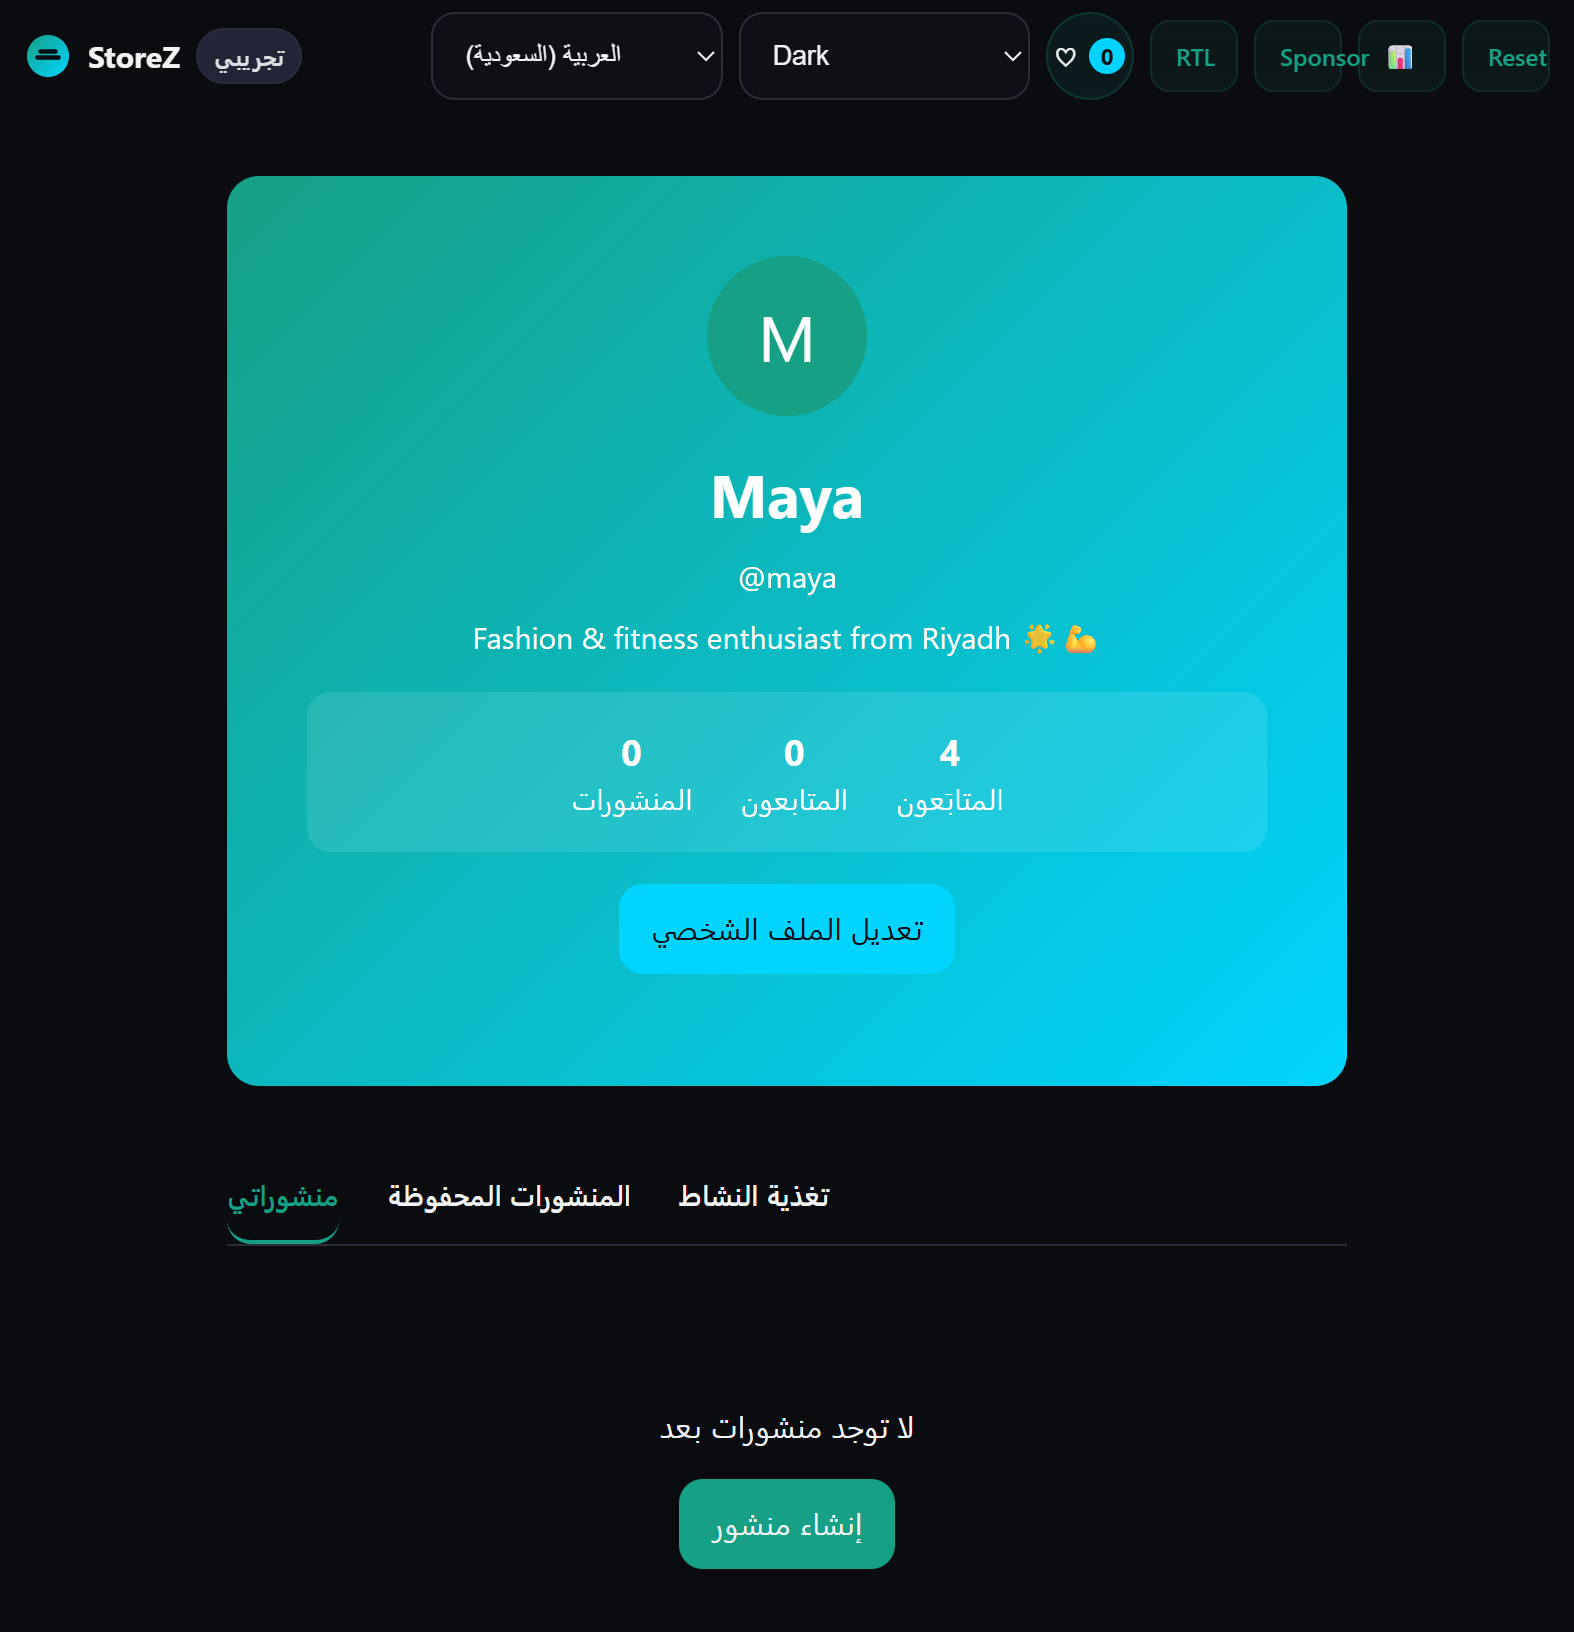 StoreZ تجريبي العربية (السعودية) Dark 0 RTL Sponsor Reset
M
Maya
@maya
Fashion & fitness enthusiast from Riyadh 🌟💪
0 0 4
المنشورات المتابعون المتابَعون
تعديل الملف الشخصي
منشوراتي المنشورات المحفوظة تغذية النشاط
لا توجد منشورات بعد
إنشاء منشور